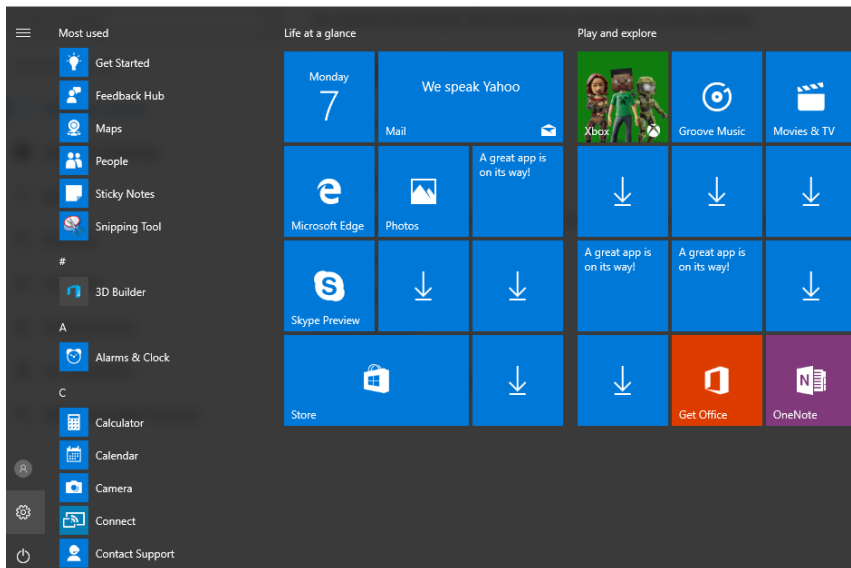 Most used
Get Started
Feedback Hub
Maps
People
Sticky Notes
Snipping Tool
#
3D Builder
A
Alarms & Clock
C
Calculator
Calendar
Camera
Connect
Contact Support
Life at a glance
Monday
7
We speak Yahoo
Mail
Microsoft Edge
Photos
A great app is
on its way!
Skype Preview
Store
Play and explore
Xbox
Groove Music
Movies & TV
A great app is
on its way!
A great app is
on its way!
Get Office
OneNote